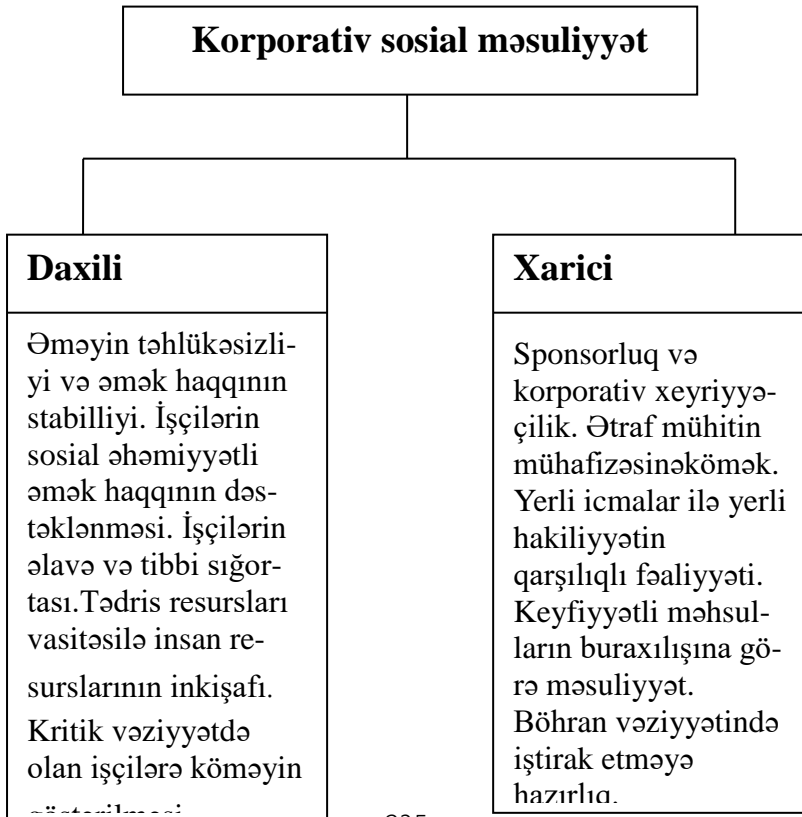 Korporativ sosial məsuliyyət
Daxili
Əməyin təhlükəsizli-
yi və əmək haqqının
stabilliyi. İşçilərin
sosial əhəmiyyətli
əmək haqqının dəs-
təklənməsi. İşçilərin
əlavə və tibbi sığor-
tası.Tədris resursları
vasitəsilə insan re-
surslarının inkişafı.
Kritik vəziyyətdə
olan işçilərə köməyin
Xarici
Sponsorluq və
korporativ xeyriyyə-
çilik. Ətraf mühitin
mühafizəsinəkömək.
Yerli icmalar ilə yerli
hakiliyyətin
qarşılıqlı fəaliyyəti.
Keyfiyyətli məhsul-
ların buraxılışına gö-
rə məsuliyyət.
Böhran vəziyyətində
iştirak etməyə
hazırlıq.